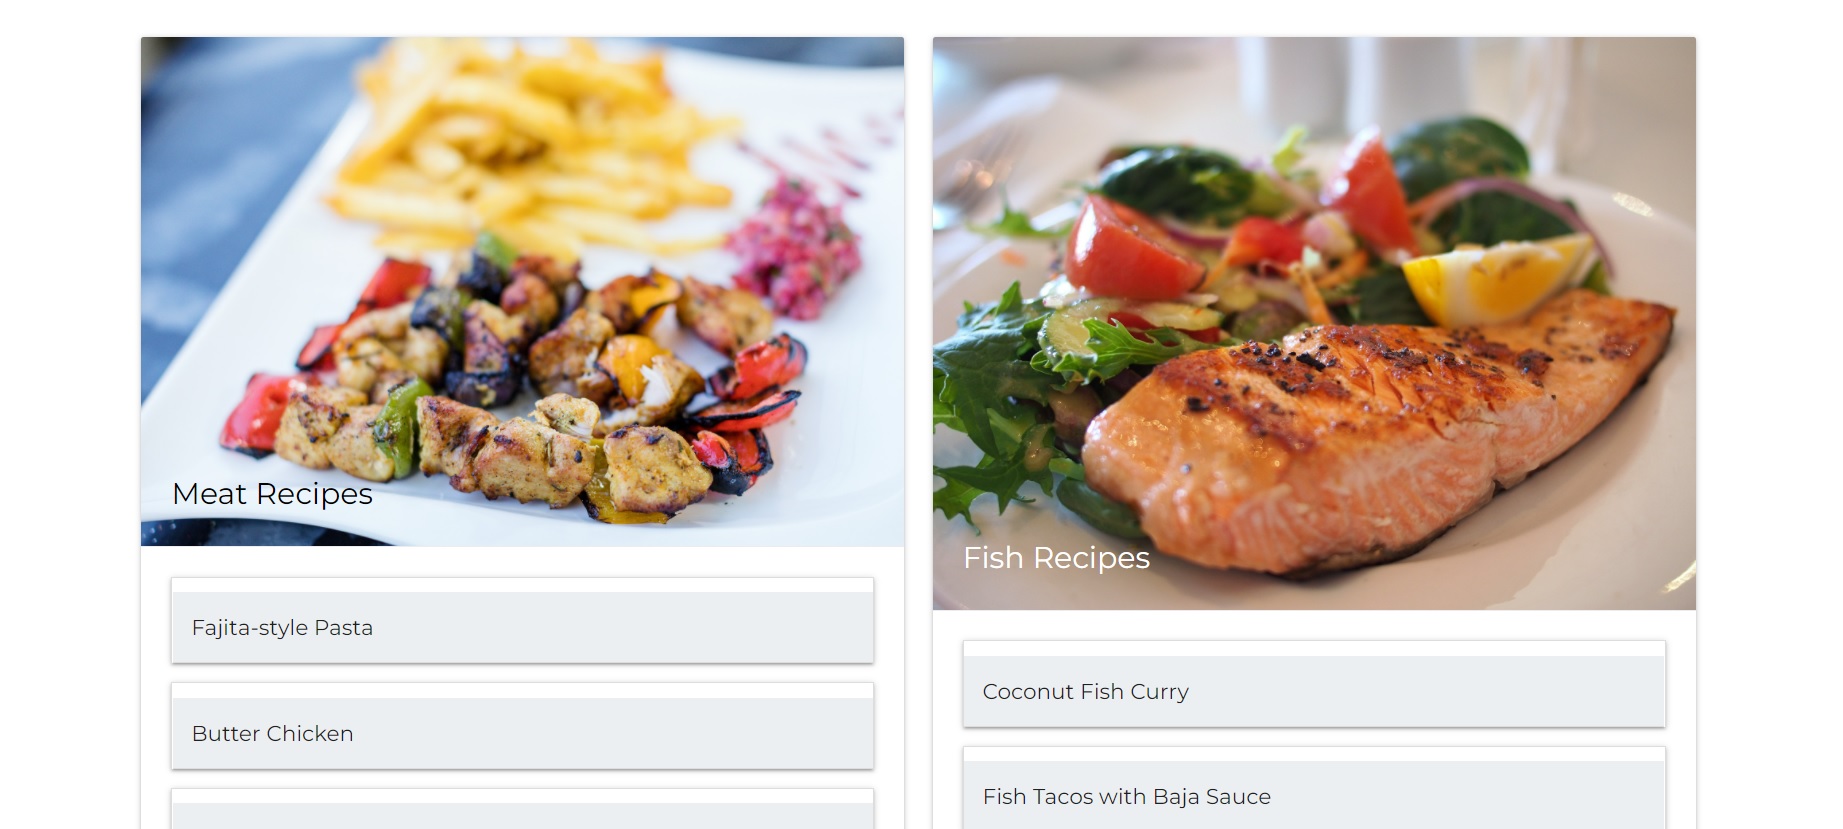 Meat Recipes
Fajita-style Pasta
Butter Chicken
Fish Recipes
Coconut Fish Curry
Fish Tacos with Baja Sauce